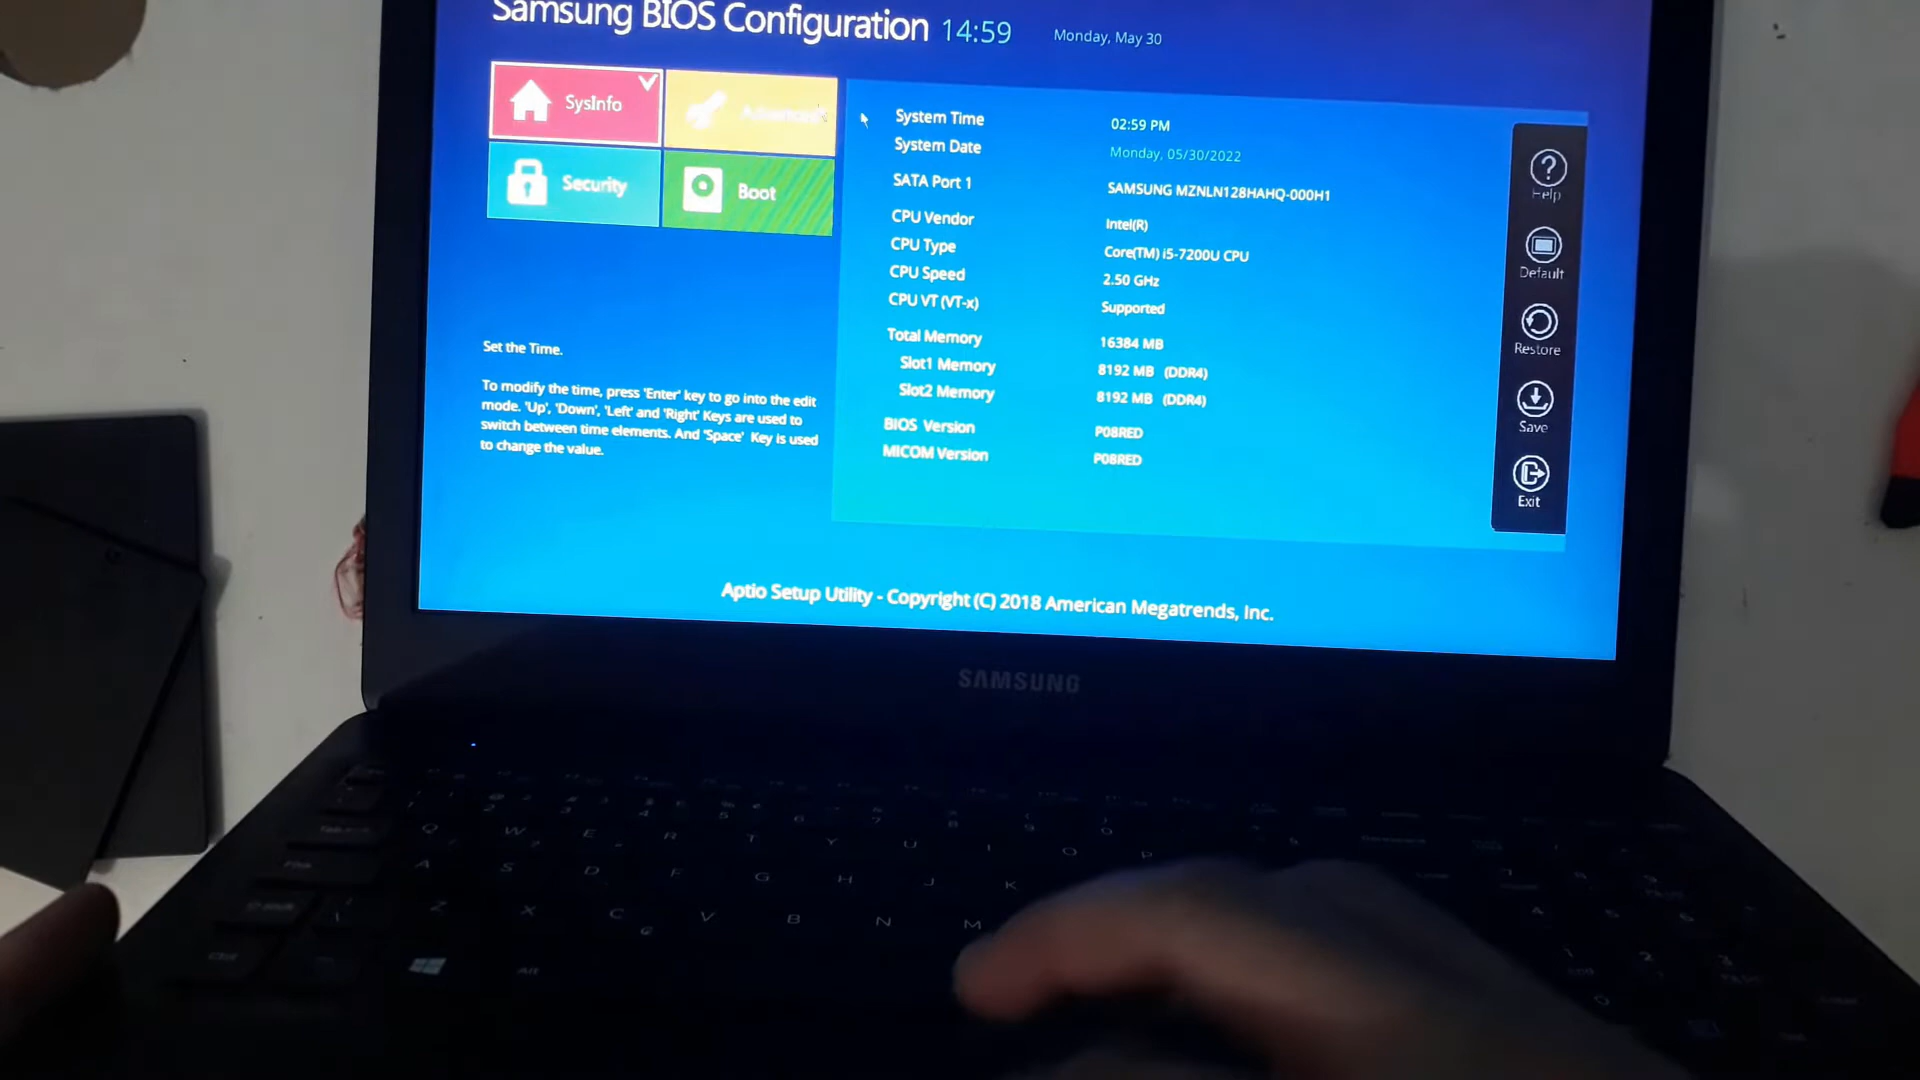 Samsung BIOS Configuration 14:59 Monday, May 30
SysInfo
Advanced
Security
Boot
Set the Time.
To modify the time, press 'Enter' key to go into the edit
mode. 'Up', 'Down', 'Left' and 'Right' Keys are used to
switch between time elements. And 'Space' Key is used
to change the value.
System Time 02:59 PM
System Date Monday, 05/30/2022
SATA Port 1 SAMSUNG MZNLN128HAHQ-000H1
CPU Vendor Intel(R)
CPU Type Core(TM) i5-7200U CPU
CPU Speed 2.50 GHz
CPU VT (VT-x) Supported
Total Memory 16384 MB
Slot1 Memory 8192 MB (DDR4)
Slot2 Memory 8192 MB (DDR4)
BIOS Version P08RED
MICOM Version P08RED
Help
Default
Restore
Save
Exit
Aptio Setup Utility - Copyright (C) 2018 American Megatrends, Inc.
SAMSUNG
Q W E R T Y U I O P
A S D F G H J K
Z X C V B N M
Alt